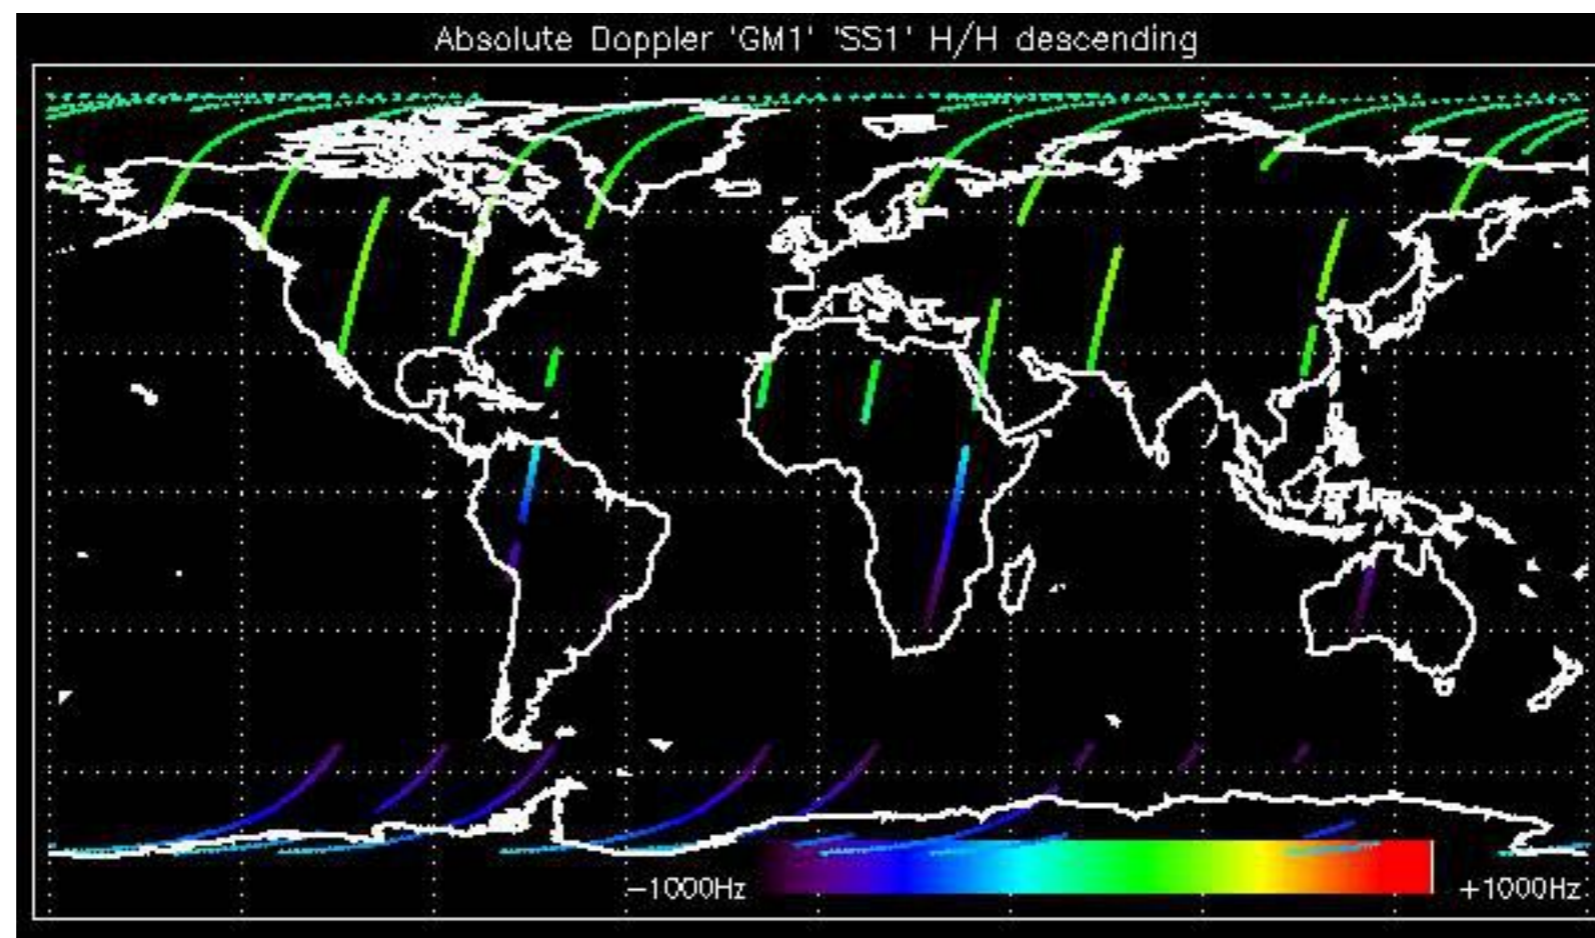 Absolute Doppler 'GM1' 'SS1' H/H descending
−1000Hz
+1000Hz